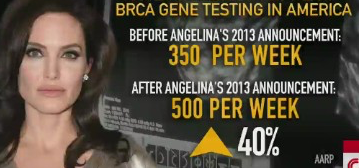 BRCA GENE TESTING IN AMERICA
BEFORE ANGELINA'S 2013 ANNOUNCEMENT:
350 PER WEEK
AFTER ANGELINA'S 2013 ANNOUNCEMENT:
500 PER WEEK
40%
AARP